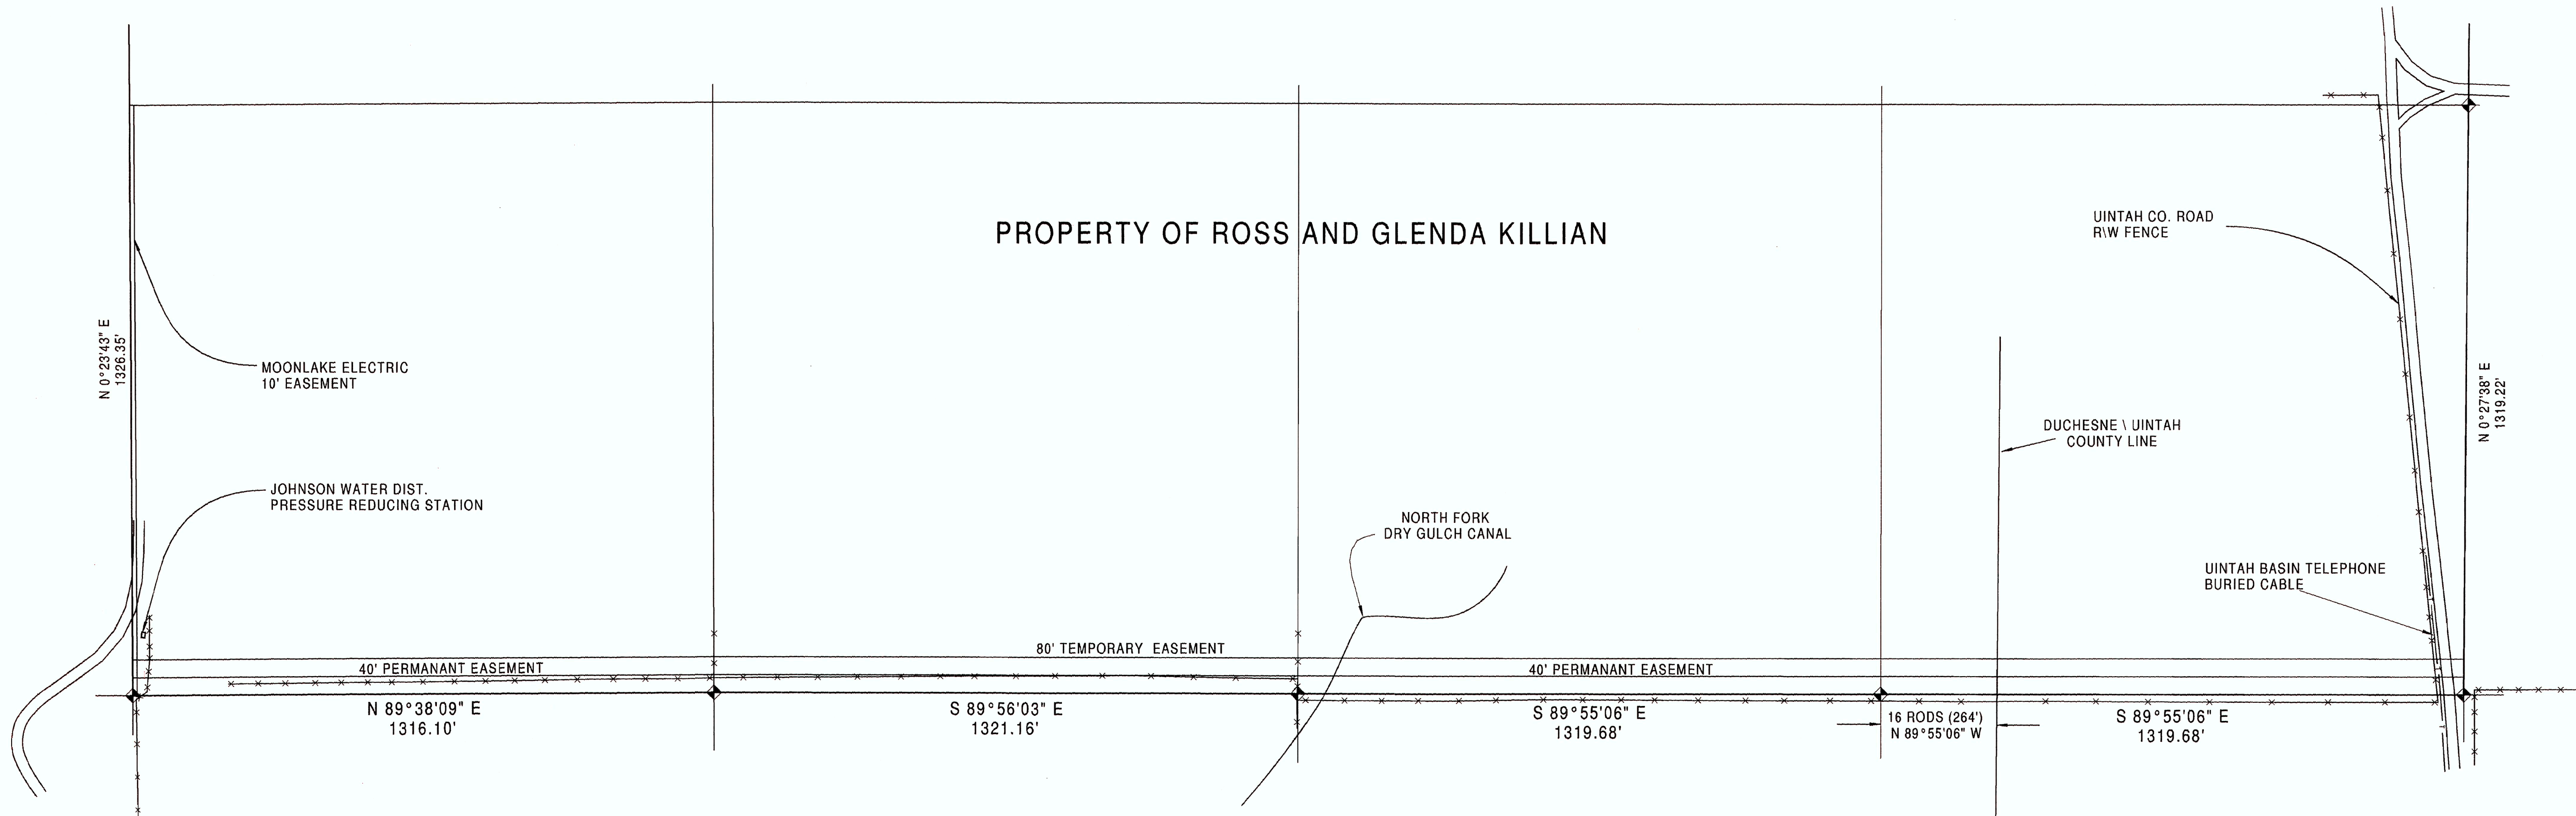 PROPERTY OF ROSS AND GLENDA KILLIAN
UINTAH CO. ROAD
R\W FENCE
N 0°23'43" E
1326.35'
MOONLAKE ELECTRIC
10' EASEMENT
N 0°27'38" E
1319.22'
DUCHESNE \ UINTAH
COUNTY LINE
JOHNSON WATER DIST.
PRESSURE REDUCING STATION
NORTH FORK
DRY GULCH CANAL
UINTAH BASIN TELEPHONE
BURIED CABLE
80' TEMPORARY EASEMENT
40' PERMANANT EASEMENT
40' PERMANANT EASEMENT
N 89°38'09" E
1316.10'
S 89°56'03" E
1321.16'
S 89°55'06" E
1319.68'
16 RODS (264')
N 89°55'06" W
S 89°55'06" E
1319.68'